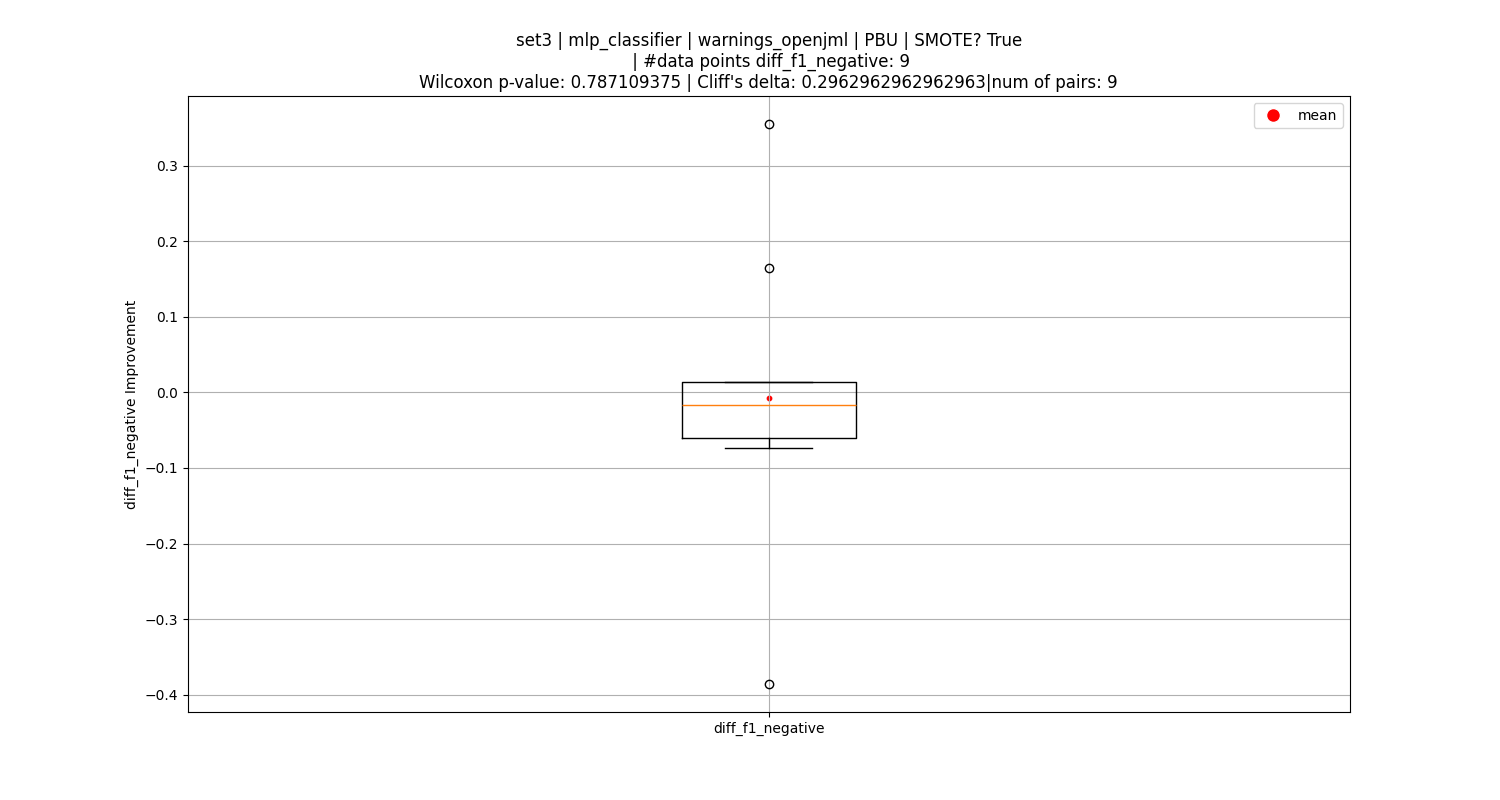 set3 | mlp_classifier | warnings_openjml | PBU | SMOTE? True
| #data points diff_f1_negative: 9
Wilcoxon p-value: 0.787109375 | Cliff's delta: 0.2962962962962963|num of pairs: 9
mean
0.3
0.2
0.1
0.0
−0.1
−0.2
−0.3
−0.4
diff_f1_negative Improvement
diff_f1_negative